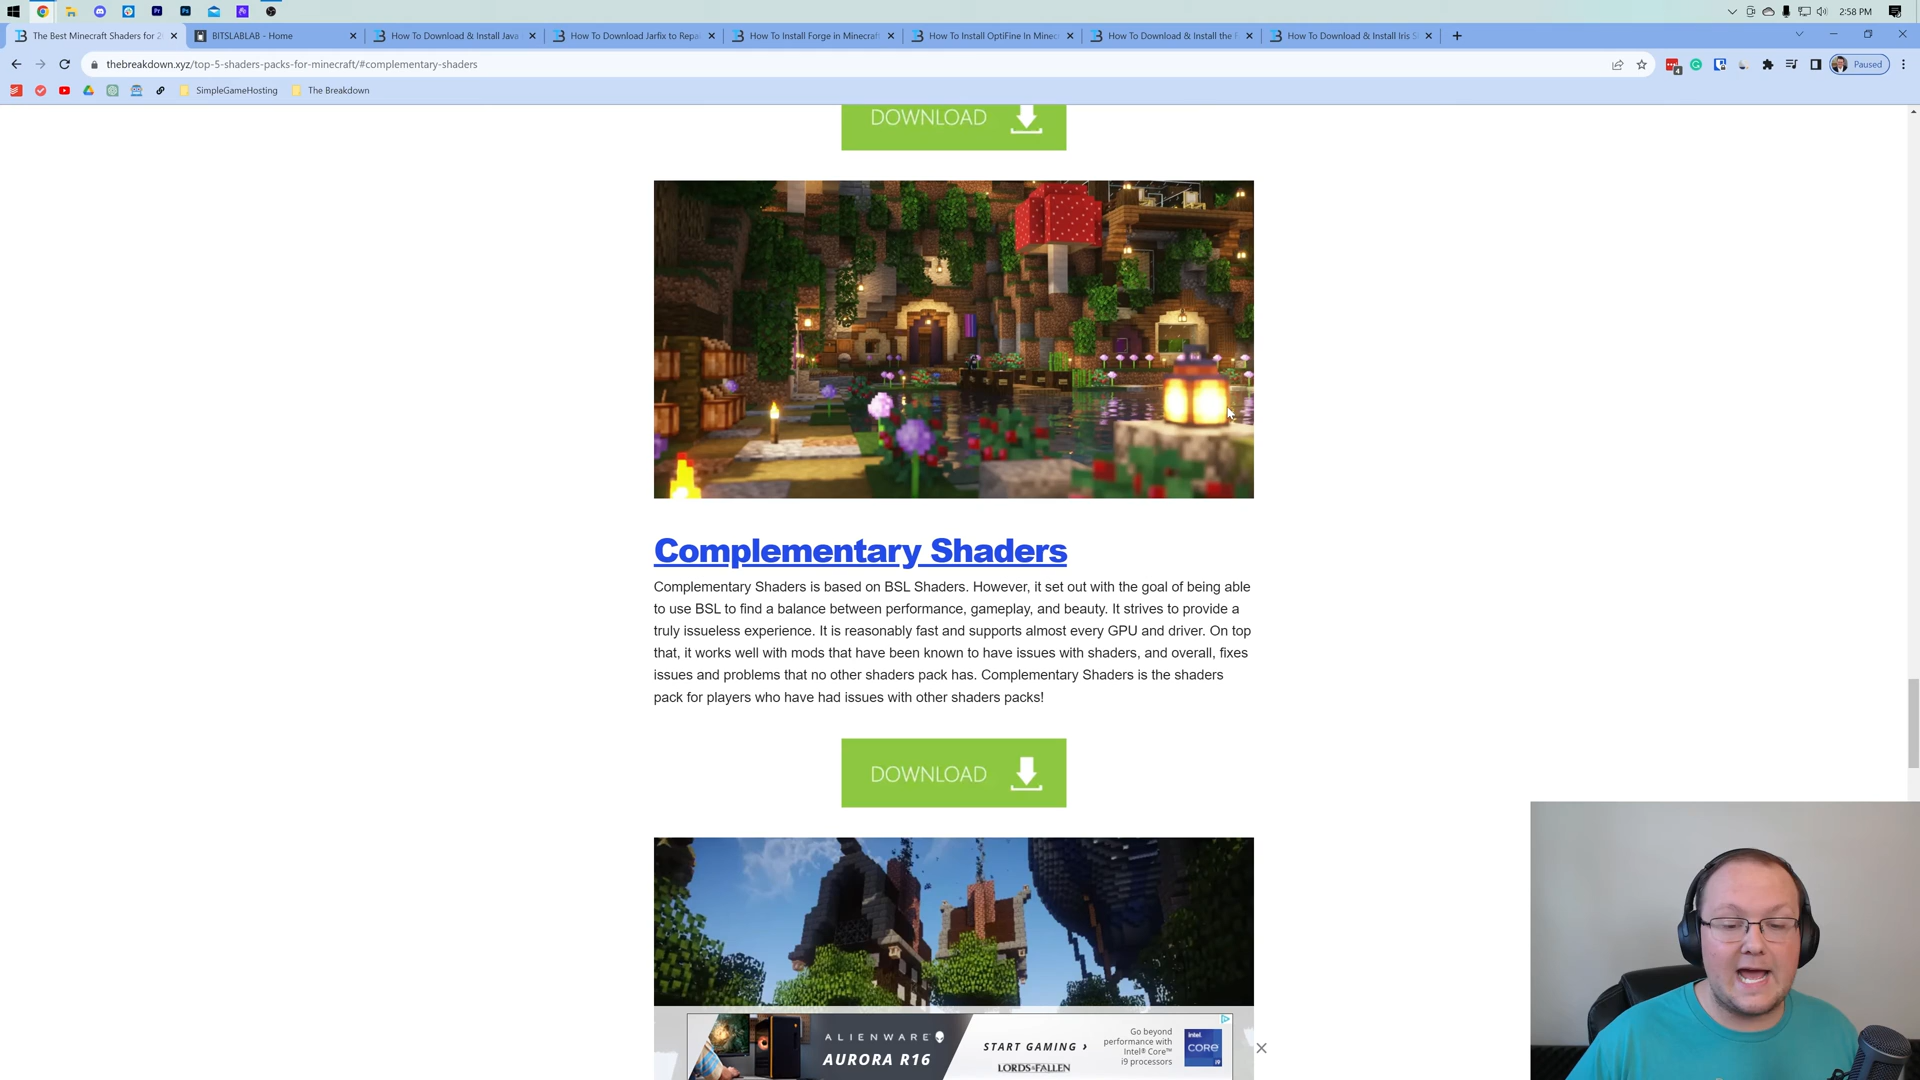 2:58 PM
The Best Minecraft Shaders for 2
BITSLABLAB - Home
How To Download & Install Java
How To Download Jarfix to Repa
How To Install Forge in Minecraft
How To Install OptiFine In Minec
How To Download & Install the F
How To Download & Install Iris S
thebreakdown.xyz/top-5-shaders-packs-for-minecraft/#complementary-shaders
4
Paused
SimpleGameHosting
The Breakdown
DOWNLOAD
Complementary Shaders
Complementary Shaders is based on BSL Shaders. However, it set out with the goal of being able
to use BSL to find a balance between performance, gameplay, and beauty. It strives to provide a
truly issueless experience. It is reasonably fast and supports almost every GPU and driver. On top
that, it works well with mods that have been known to have issues with shaders, and overall, fixes
issues and problems that no other shaders pack has. Complementary Shaders is the shaders
pack for players who have had issues with other shaders packs!
DOWNLOAD
ALIENWARE
AURORA R16
START GAMING ›
LORDS OF THE FALLEN
Go beyond
performance with
Intel® Core™
i9 processors
intel
CORE
i9